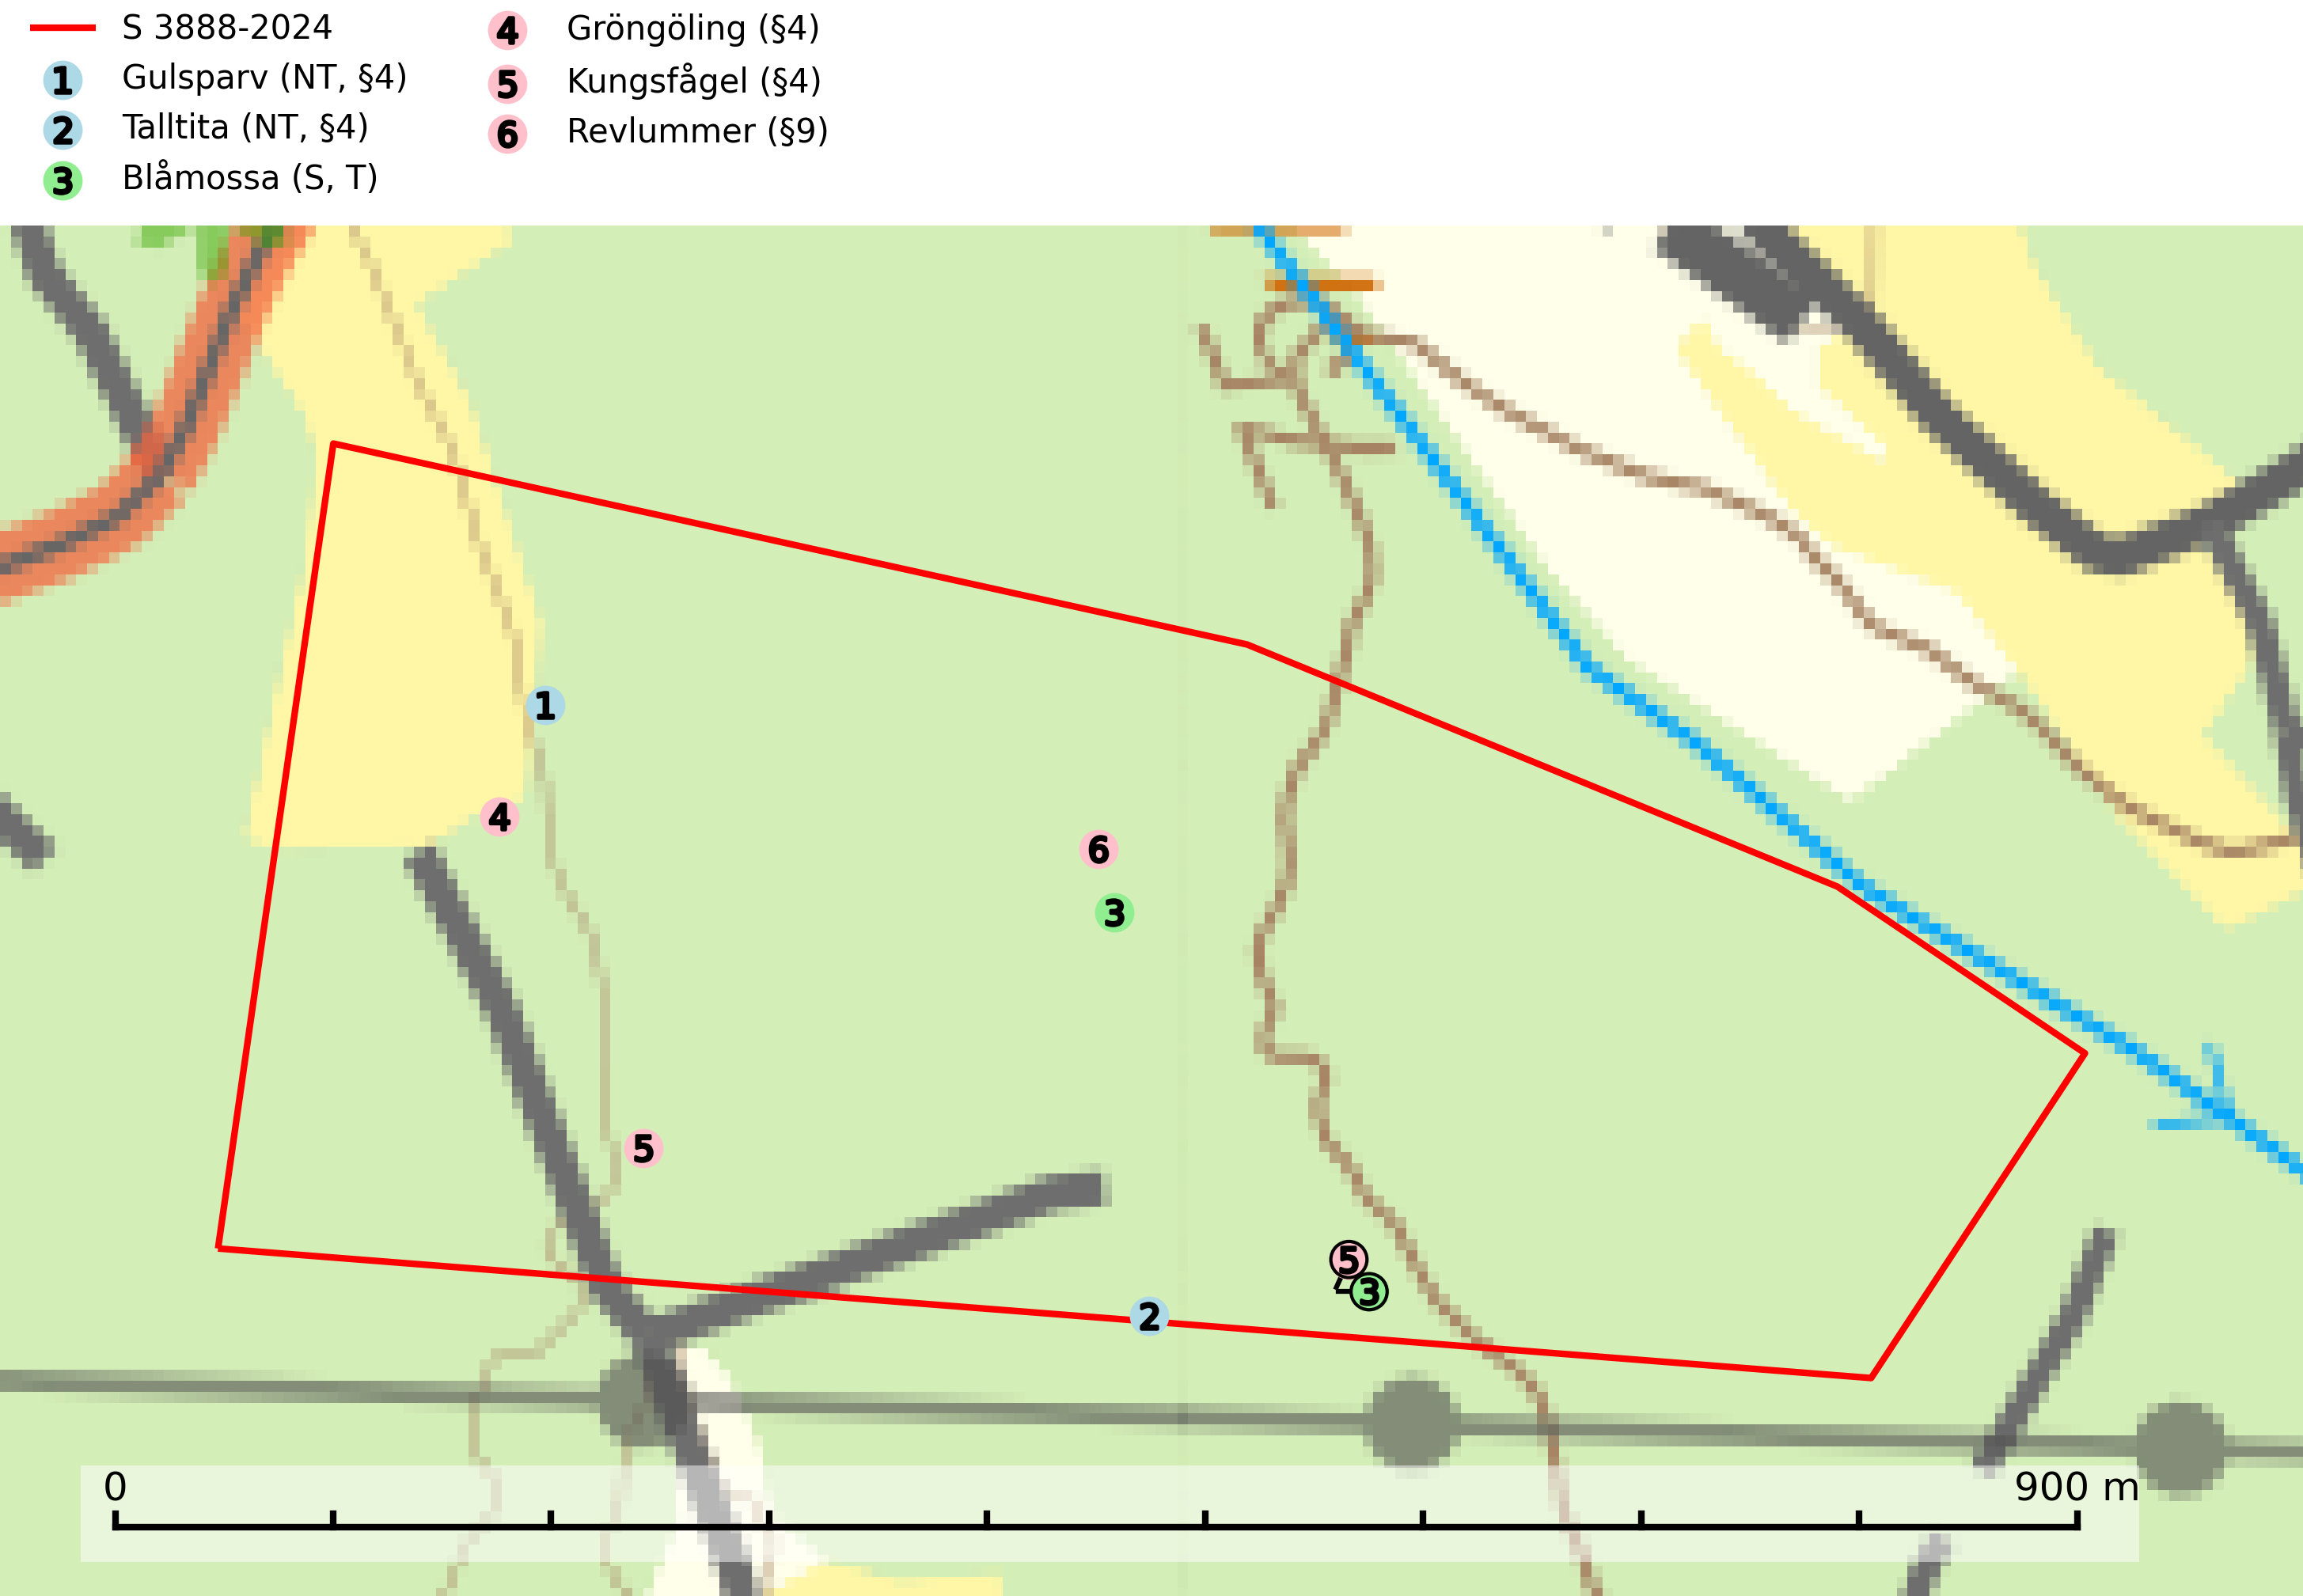 S 3888-2024
1 Gulsparv (NT, §4)
2 Talltita (NT, §4)
3 Blåmossa (S, T)
4 Gröngöling (§4)
5 Kungsfågel (§4)
6 Revlummer (§9)
1
4
6
3
5
5
3
2
0
900 m